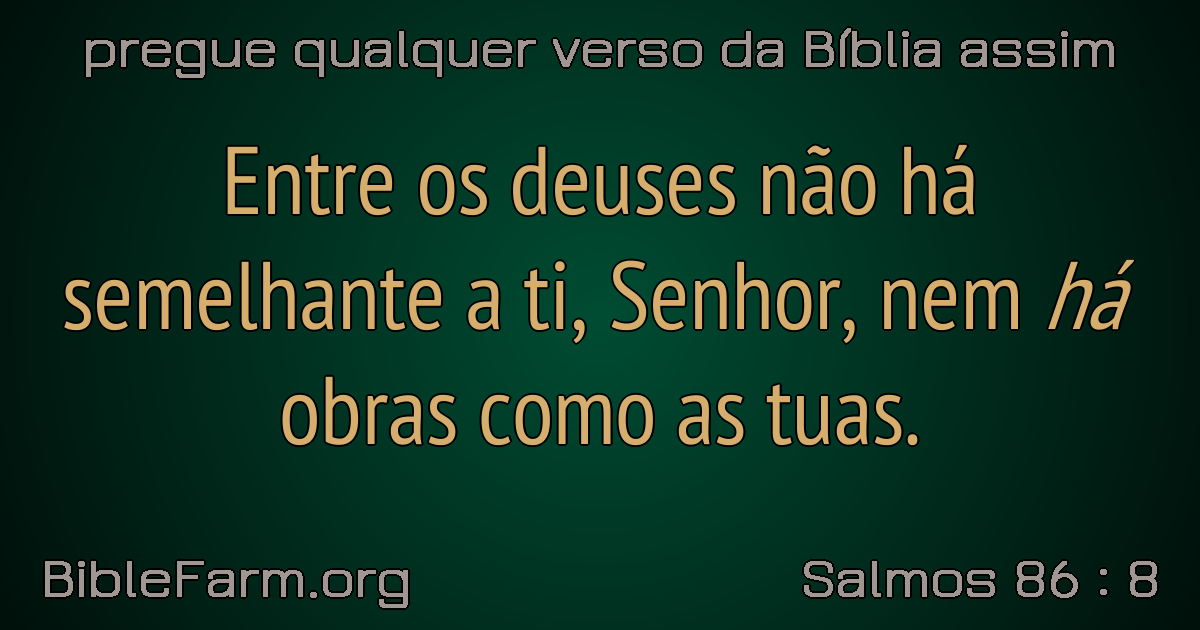 pregue qualquer verso da Bíblia assim
Entre os deuses não há
semelhante a ti, Senhor, nem há
obras como as tuas.
BibleFarm.org
Salmos 86 : 8